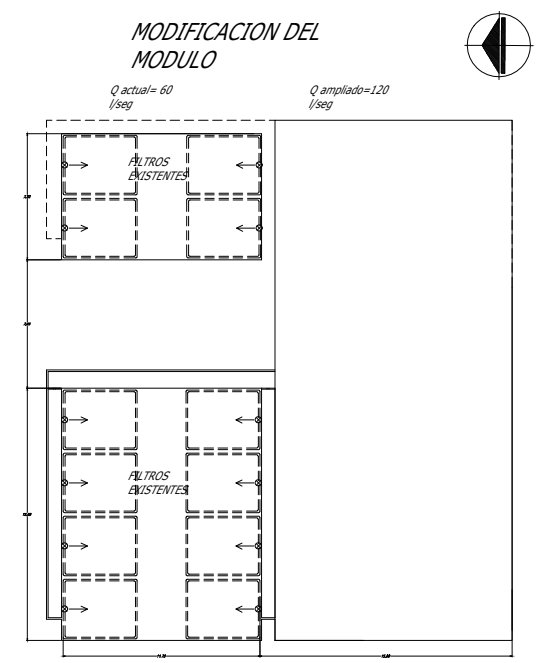 MODIFICACION DEL
MODULO
Q actual= 60
l/seg
Q ampliado=120
l/seg
FILTROS
EXISTENTES
FILTROS
EXISTENTES